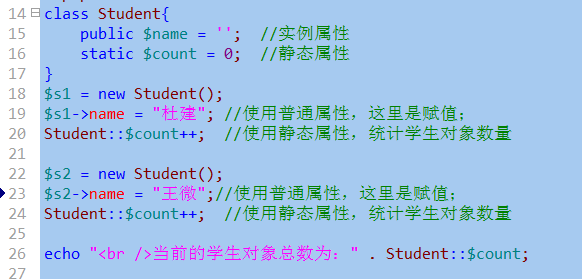 14 class Student{
15 public $name = ''; //实例属性
16 static $count = 0; //静态属性
17 }
18 $s1 = new Student();
19 $s1->name = "杜建"; //使用普通属性，这里是赋值；
20 Student::$count++; //使用静态属性，统计学生对象数量
21
22 $s2 = new Student();
23 $s2->name = "王微";//使用普通属性，这里是赋值；
24 Student::$count++; //使用静态属性，统计学生对象数量
25
26 echo "<br />当前的学生对象总数为：" . Student::$count;
27